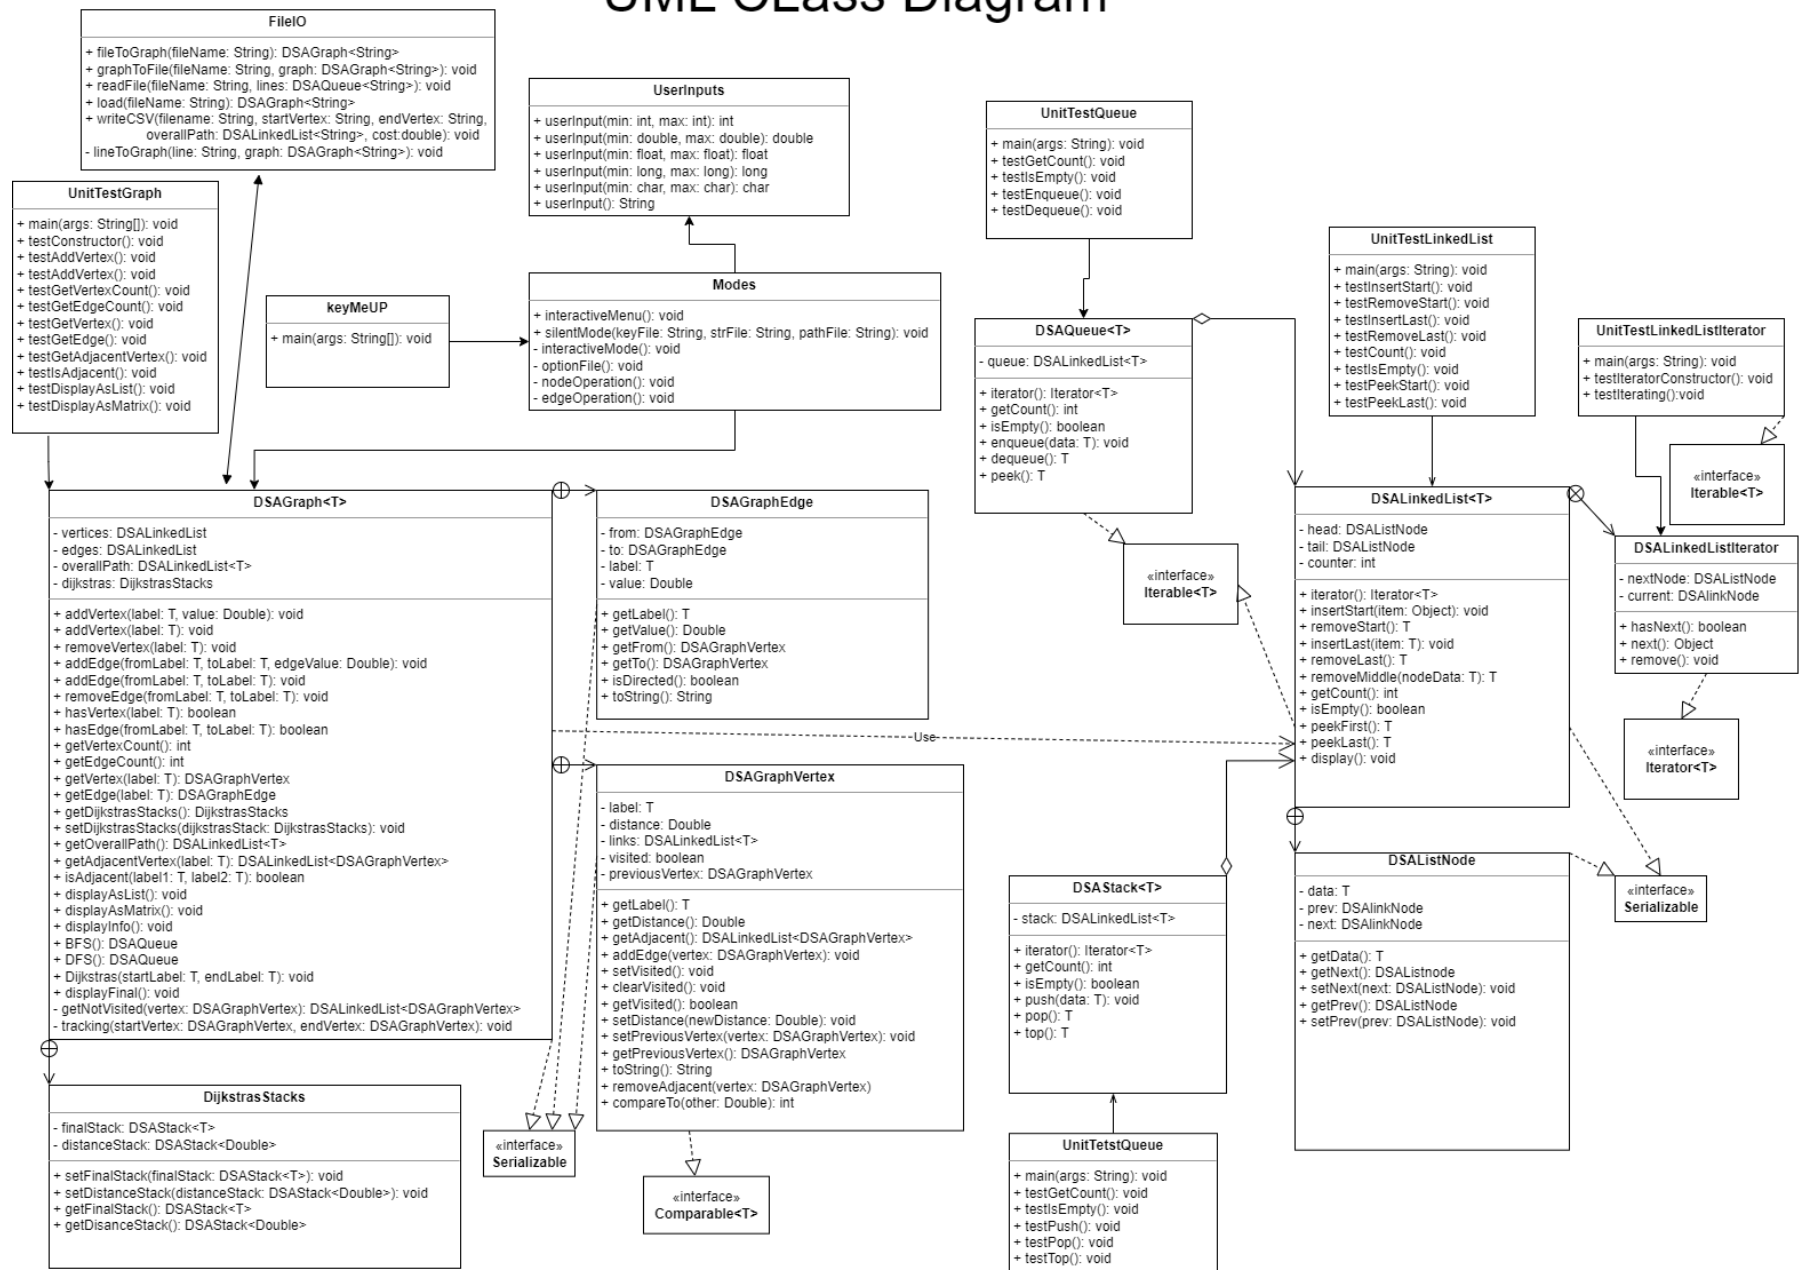 UML CLass Diagram
FileIO
+ fileToGraph(fileName: String): DSAGraph<String>
+ graphToFile(fileName: String, graph: DSAGraph<String>): void
+ readFile(fileName: String, lines: DSAQueue<String>): void
+ load(fileName: String): DSAGraph<String>
+ writeCSV(filename: String, startVertex: String, endVertex: String,
overallPath: DSALinkedList<String>, cost:double): void
- lineToGraph(line: String, graph: DSAGraph<String>): void
UserInputs
+ userInput(min: int, max: int): int
+ userInput(min: double, max: double): double
+ userInput(min: float, max: float): float
+ userInput(min: long, max: long): long
+ userInput(min: char, max: char): char
+ userInput(): String
UnitTestQueue
+ main(args: String): void
+ testGetCount(): void
+ testIsEmpty(): void
+ testEnqueue(): void
+ testDequeue(): void
UnitTestGraph
+ main(args: String[]): void
+ testConstructor(): void
+ testAddVertex(): void
+ testAddVertex(): void
+ testGetVertexCount(): void
+ testGetEdgeCount(): void
+ testGetVertex(): void
+ testGetEdge(): void
+ testGetAdjacentVertex(): void
+ testIsAdjacent(): void
+ testDisplayAsList(): void
+ testDisplayAsMatrix(): void
keyMeUP
+ main(args: String[]): void
Modes
+ interactiveMenu(): void
+ silentMode(keyFile: String, strFile: String, pathFile: String): void
- interactiveMode(): void
- optionFile(): void
- nodeOperation(): void
- edgeOperation(): void
UnitTestLinkedList
+ main(args: String): void
+ testInsertStart(): void
+ testRemoveStart(): void
+ testInsertLast(): void
+ testRemoveLast(): void
+ testCount(): void
+ testIsEmpty(): void
+ testPeekStart(): void
+ testPeekLast(): void
UnitTestLinkedListIterator
+ main(args: String): void
+ testIteratorConstructor(): void
+ testIterating():void
DSAQueue<T>
- queue: DSALinkedList<T>
+ iterator(): Iterator<T>
+ getCount(): int
+ isEmpty(): boolean
+ enqueue(data: T): void
+ dequeue(): T
+ peek(): T
«interface»
Iterable<T>
DSAGraph<T>
- vertices: DSALinkedList
- edges: DSALinkedList
- overallPath: DSALinkedList<T>
- dijkstras: DijkstrasStacks
+ addVertex(label: T, value: Double): void
+ addVertex(label: T): void
+ removeVertex(label: T): void
+ addEdge(fromLabel: T, toLabel: T, edgeValue: Double): void
+ addEdge(fromLabel: T, toLabel: T): void
+ removeEdge(fromLabel: T, toLabel: T): void
+ hasVertex(label: T): boolean
+ hasEdge(fromLabel: T, toLabel: T): boolean
+ getVertexCount(): int
+ getEdgeCount(): int
+ getVertex(label: T): DSAGraphVertex
+ getEdge(label: T): DSAGraphEdge
+ getDijkstrasStacks(): DijkstrasStacks
+ setDijkstrasStacks(dijkstrasStack: DijkstrasStacks): void
+ getOverallPath(): DSALinkedList<T>
+ getAdjacentVertex(label: T): DSALinkedList<DSAGraphVertex>
+ isAdjacent(label1: T, label2: T): boolean
+ displayAsList(): void
+ displayAsMatrix(): void
+ displayInfo(): void
+ BFS(): DSAQueue
+ DFS(): DSAQueue
+ Dijkstras(startLabel: T, endLabel: T): void
+ displayFinal(): void
- getNotVisited(vertex: DSAGraphVertex): DSALinkedList<DSAGraphVertex>
- tracking(startVertex: DSAGraphVertex, endVertex: DSAGraphVertex): void
DSAGraphEdge
- from: DSAGraphEdge
- to: DSAGraphEdge
- label: T
- value: Double
+ getLabel(): T
+ getValue(): Double
+ getFrom(): DSAGraphVertex
+ getTo(): DSAGraphVertex
+ isDirected(): boolean
+ toString(): String
«interface»
Iterable<T>
DSALinkedList<T>
- head: DSAListNode
- tail: DSAListNode
- counter: int
+ iterator(): Iterator<T>
+ insertStart(item: Object): void
+ removeStart(): T
+ insertLast(item: T): void
+ removeLast(): T
+ removeMiddle(nodeData: T): T
+ getCount(): int
+ isEmpty(): boolean
+ peekFirst(): T
+ peekLast(): T
+ display(): void
DSALinkedListIterator
- nextNode: DSAListNode
- current: DSAlinkNode
+ hasNext(): boolean
+ next(): Object
+ remove(): void
Use
«interface»
Iterator<T>
DSAGraphVertex
- label: T
- distance: Double
- links: DSALinkedList<T>
- visited: boolean
- previousVertex: DSAGraphVertex
+ getLabel(): T
+ getDistance(): Double
+ getAdjacent(): DSALinkedList<DSAGraphVertex>
+ addEdge(vertex: DSAGraphVertex): void
+ setVisited(): void
+ clearVisited(): void
+ getVisited(): boolean
+ setDistance(newDistance: Double): void
+ setPreviousVertex(vertex: DSAGraphVertex): void
+ getPreviousVertex(): DSAGraphVertex
+ toString(): String
+ removeAdjacent(vertex: DSAGraphVertex)
+ compareTo(other: Double): int
DSAStack<T>
- stack: DSALinkedList<T>
+ iterator(): Iterator<T>
+ getCount(): int
+ isEmpty(): boolean
+ push(data: T): void
+ pop(): T
+ top(): T
DSAListNode
- data: T
- prev: DSAlinkNode
- next: DSAlinkNode
+ getData(): T
+ getNext(): DSAListnode
+ setNext(next: DSAListNode): void
+ getPrev(): DSAListNode
+ setPrev(prev: DSAListNode): void
«interface»
Serializable
DijkstrasStacks
- finalStack: DSAStack<T>
- distanceStack: DSAStack<Double>
+ setFinalStack(finalStack: DSAStack<T>): void
+ setDistanceStack(distanceStack: DSAStack<Double>): void
+ getFinalStack(): DSAStack<T>
+ getDisanceStack(): DSAStack<Double>
«interface»
Serializable
«interface»
Comparable<T>
UnitTetstQueue
+ main(args: String): void
+ testGetCount(): void
+ testIsEmpty(): void
+ testPush(): void
+ testPop(): void
+ testTop(): void